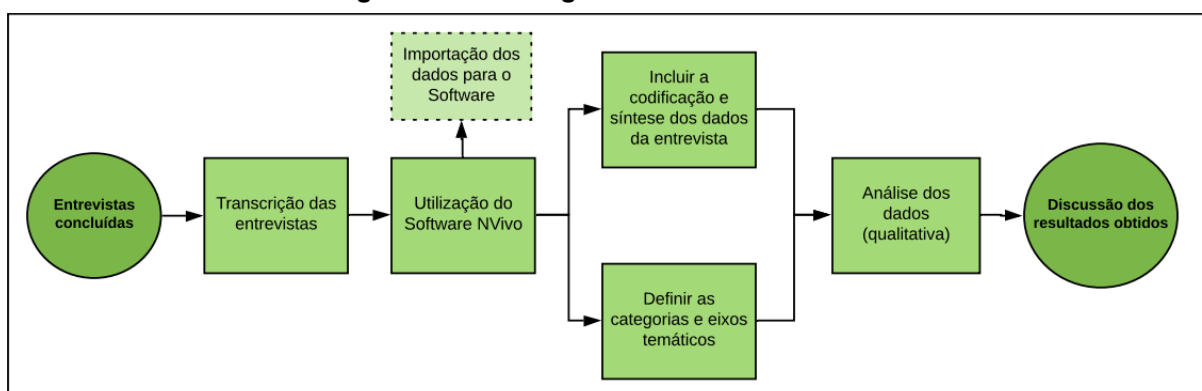 Importação dos
dados para o
Software
Incluir a
codificação e
síntese dos dados
da entrevista
Entrevistas
concluídas
Transcrição das
entrevistas
Utilização do
Software NVivo
Análise dos
dados
(qualitativa)
Discussão dos
resultados obtidos
Definir as
categorias e eixos
temáticos